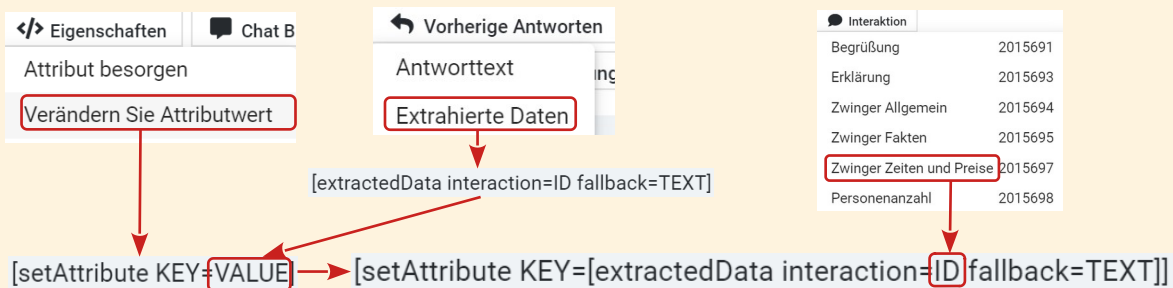 </> Eigenschaften
Chat B
Attribut besorgen
Verändern Sie Attributwert
Vorherige Antworten
Antworttext
ung
Extrahierte Daten
Interaktion
Begrüßung 2015691
Erklärung 2015693
Zwinger Allgemein 2015694
Zwinger Fakten 2015695
Zwinger Zeiten und Preise 2015697
Personenanzahl 2015698
[extractedData interaction=ID fallback=TEXT]
[setAttribute KEY=VALUE]
[setAttribute KEY=[extractedData interaction=ID fallback=TEXT]]